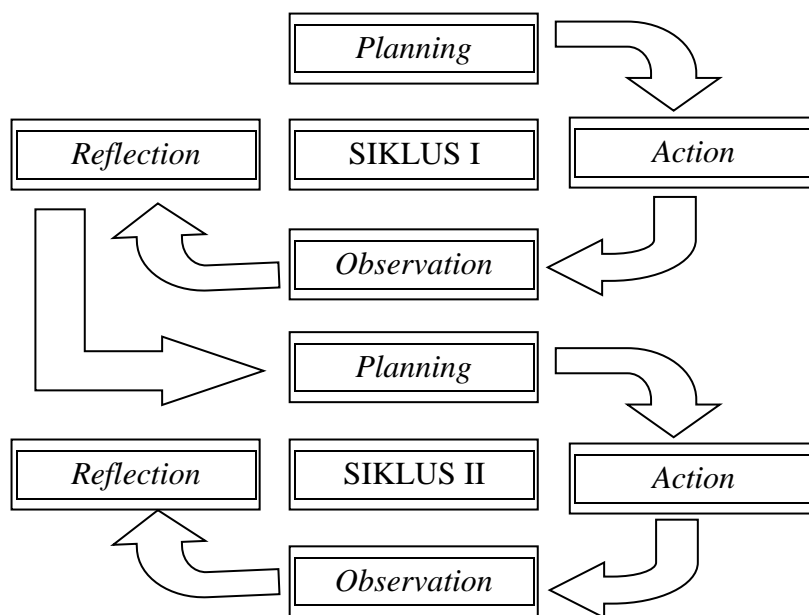 Planning
Reflection
SIKLUS I
Action
Observation
Planning
Reflection
SIKLUS II
Action
Observation